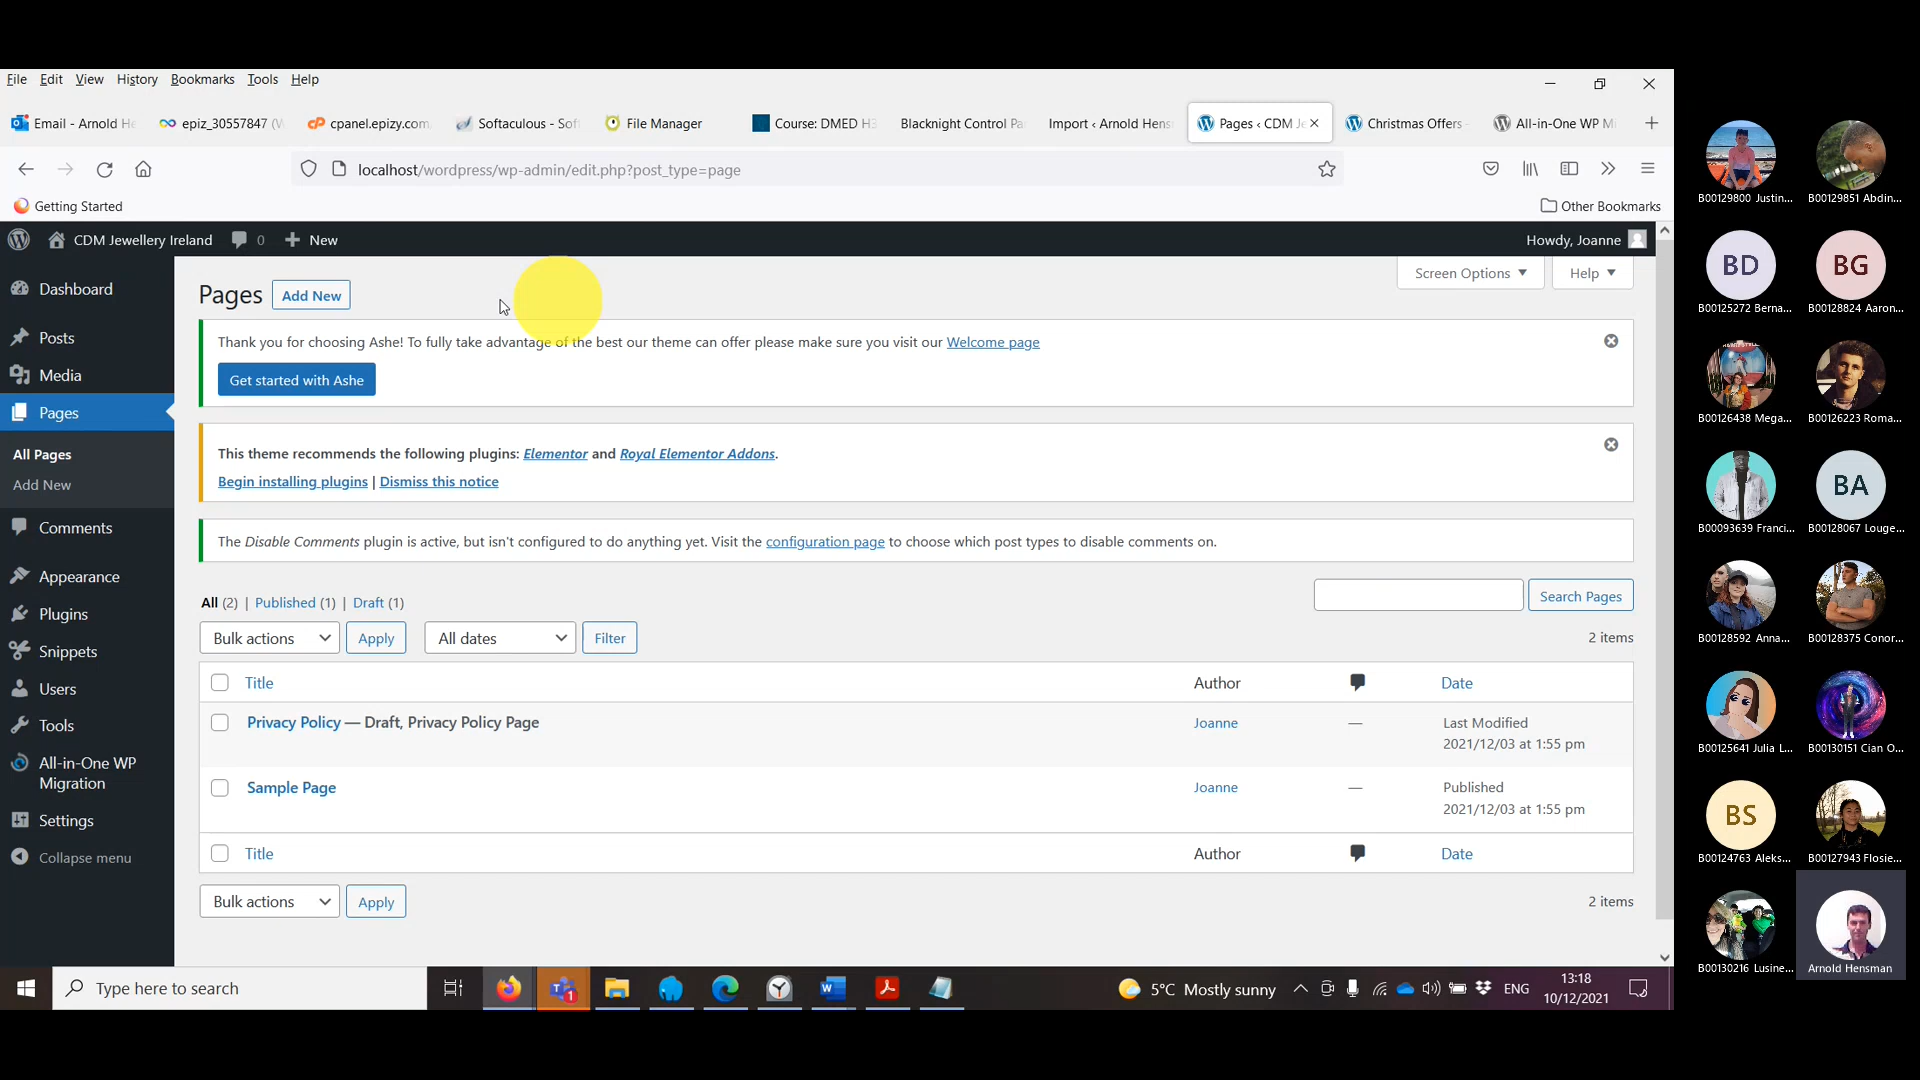 File Edit View History Bookmarks Tools Help
Email - Arnold He epiz_30557847 (V cpanel.epizy.com Softaculous - Soft File Manager Course: DMED H3 Blacknight Control Pa Import ‹ Arnold Hens Pages ‹ CDM Je Christmas Offers - All-in-One WP Mi
localhost/wordpress/wp-admin/edit.php?post_type=page
Getting Started Other Bookmarks
CDM Jewellery Ireland 0 New Howdy, Joanne
Screen Options Help
Dashboard
Posts
Media
Pages
All Pages
Add New
Comments
Appearance
Plugins
Snippets
Users
Tools
All-in-One WP
Migration
Settings
Collapse menu
Pages Add New
Thank you for choosing Ashe! To fully take advantage of the best our theme can offer please make sure you visit our Welcome page
Get started with Ashe
This theme recommends the following plugins: Elementor and Royal Elementor Addons.
Begin installing plugins | Dismiss this notice
The Disable Comments plugin is active, but isn't configured to do anything yet. Visit the configuration page to choose which post types to disable comments on.
All (2) | Published (1) | Draft (1) Search Pages
Bulk actions Apply All dates Filter 2 items
Title Author Date
Privacy Policy — Draft, Privacy Policy Page Joanne — Last Modified
2021/12/03 at 1:55 pm
Sample Page Joanne — Published
2021/12/03 at 1:55 pm
Title Author Date
Bulk actions Apply 2 items
Type here to search 1 5°C Mostly sunny ENG 13:18
10/12/2021
B00129800 Justin... B00129851 Abdin...
BD BG
B00125272 Berna... B00128824 Aaron...
B00126438 Mega... B00126223 Roma...
BA
B00093639 Franci... B00128067 Louge...
B00128592 Anna... B00128375 Conor...
B00125641 Julia L... B00130151 Cian O...
BS
B00124763 Aleks... B00127943 Flosie...
B00130216 Lusine... Arnold Hensman